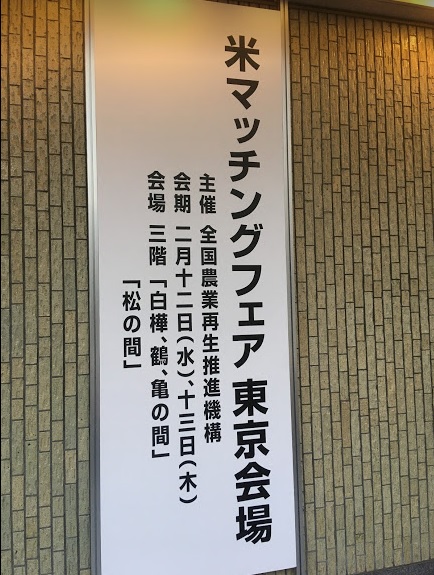 米マッチングフェア 東京会場
主催 全国農業再生推進機構
会期 二月十二日(水)、十三日(木)
会場 三階「白樺、鶴、亀の間」
「松の間」